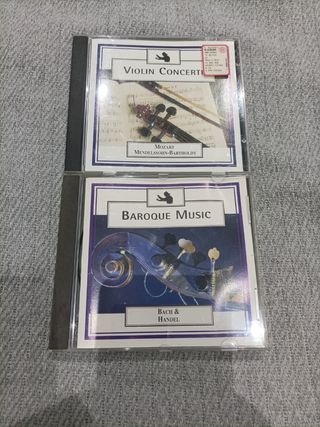 VIOLIN CONCERT
MOZART
MENDELSSOHN-BARTHOLDY
BAROQUE MUSIC
BACH &
HANDEL